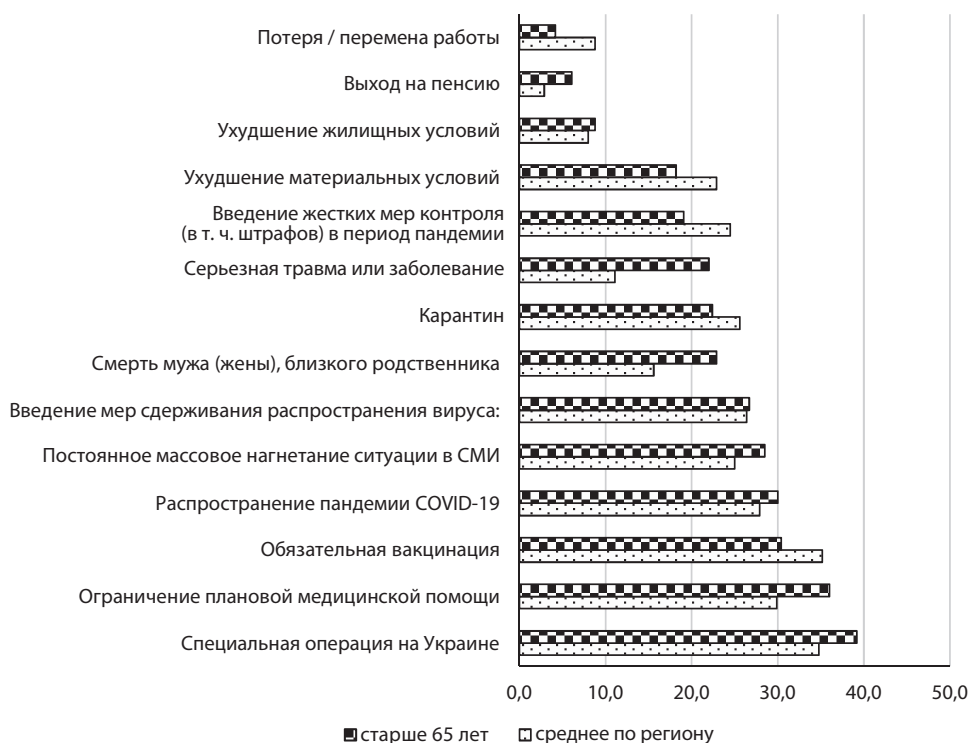 Потеря / перемена работы
Выход на пенсию
Ухудшение жилищных условий
Ухудшение материальных условий
Введение жестких мер контроля
(в т. ч. штрафов) в период пандемии
Серьезная травма или заболевание
Карантин
Смерть мужа (жены), близкого родственника
Введение мер сдерживания распространения вируса:
Постоянное массовое нагнетание ситуации в СМИ
Распространение пандемии COVID-19
Обязательная вакцинация
Ограничение плановой медицинской помощи
Специальная операция на Украине
0,0 10,0 20,0 30,0 40,0 50,0
старше 65 лет среднее по региону